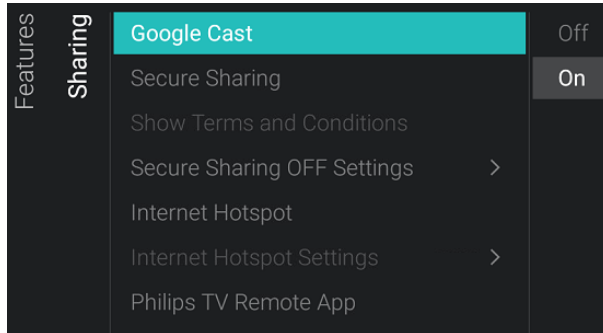 Features
Sharing
Google Cast
Secure Sharing
Show Terms and Conditions
Secure Sharing OFF Settings >
Internet Hotspot
Internet Hotspot Settings >
Philips TV Remote App
Off
On